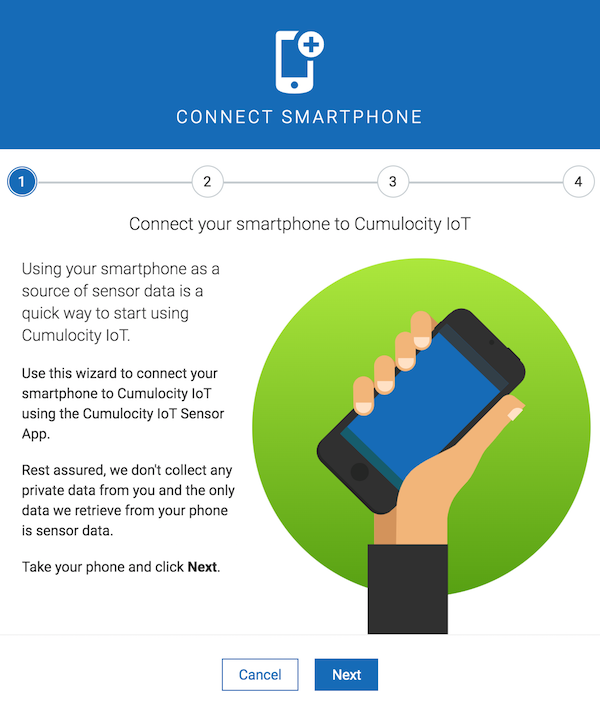 CONNECT SMARTPHONE
1 2 3 4
Connect your smartphone to Cumulocity IoT
Using your smartphone as a
source of sensor data is a
quick way to start using
Cumulocity IoT.
Use this wizard to connect your
smartphone to Cumulocity IoT
using the Cumulocity IoT Sensor
App.
Rest assured, we don't collect any
private data from you and the only
data we retrieve from your phone
is sensor data.
Take your phone and click Next.
Cancel Next